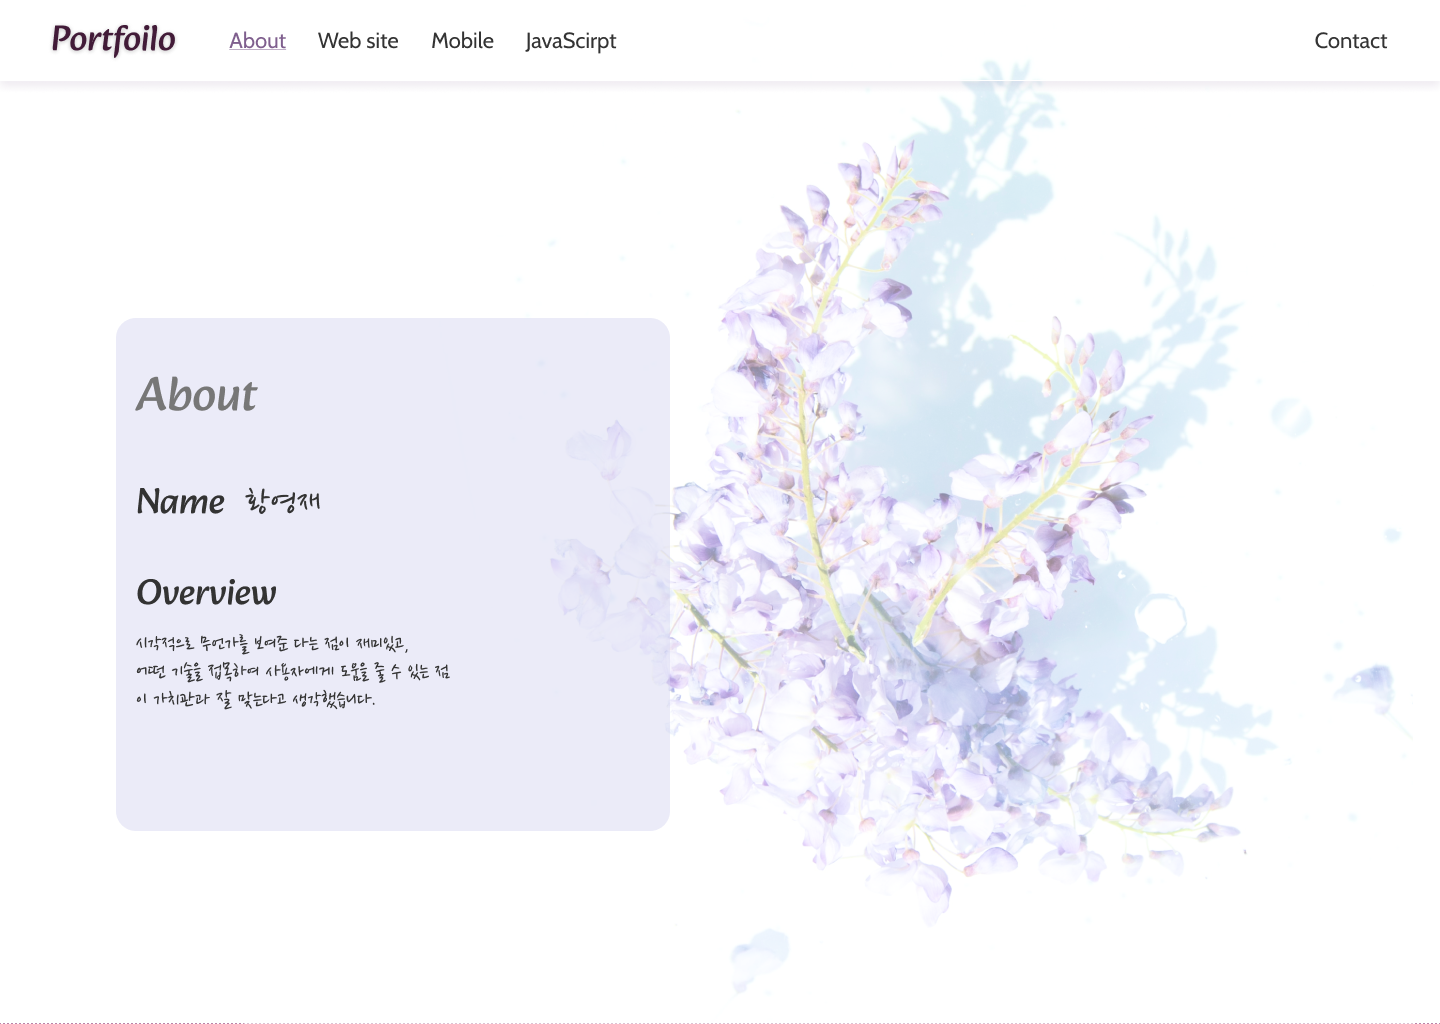 Portfoilo
About
Web site
Mobile
JavaScirpt
Contact
About
Name 황영재
Overview
시각적으로 무언가를 보여준 다는 점이 재미있고,
어떤 기술을 접목하여 사용자에게 도움을 줄 수 있는 점
이 가치관과 잘 맞는다고 생각했습니다.